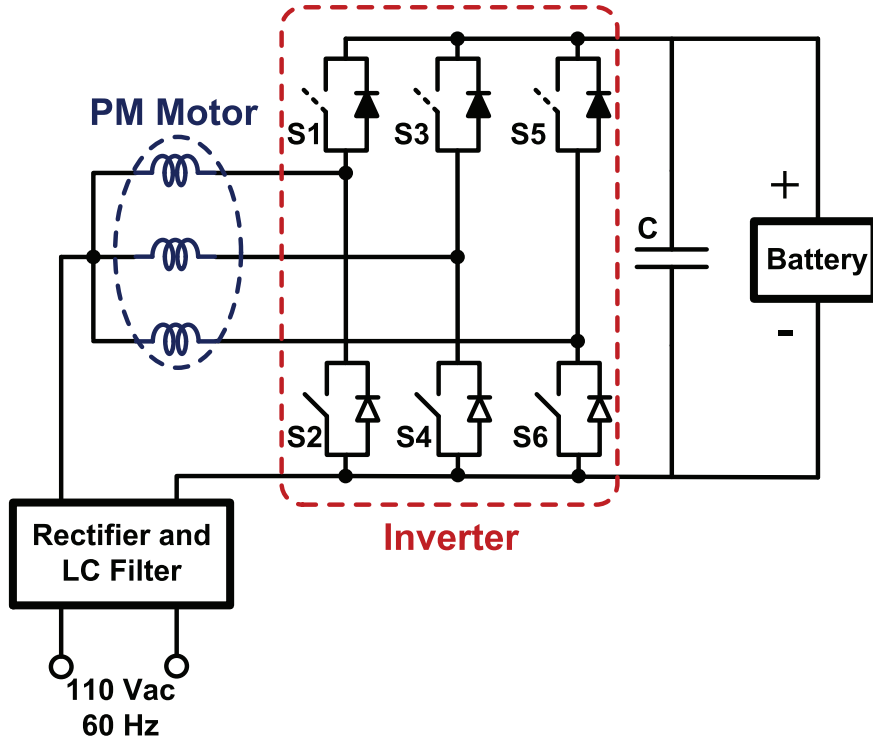 PM Motor
S1
S3
S5
+
C
Battery
-
S2
S4
S6
Inverter
Rectifier and
LC Filter
110 Vac
60 Hz